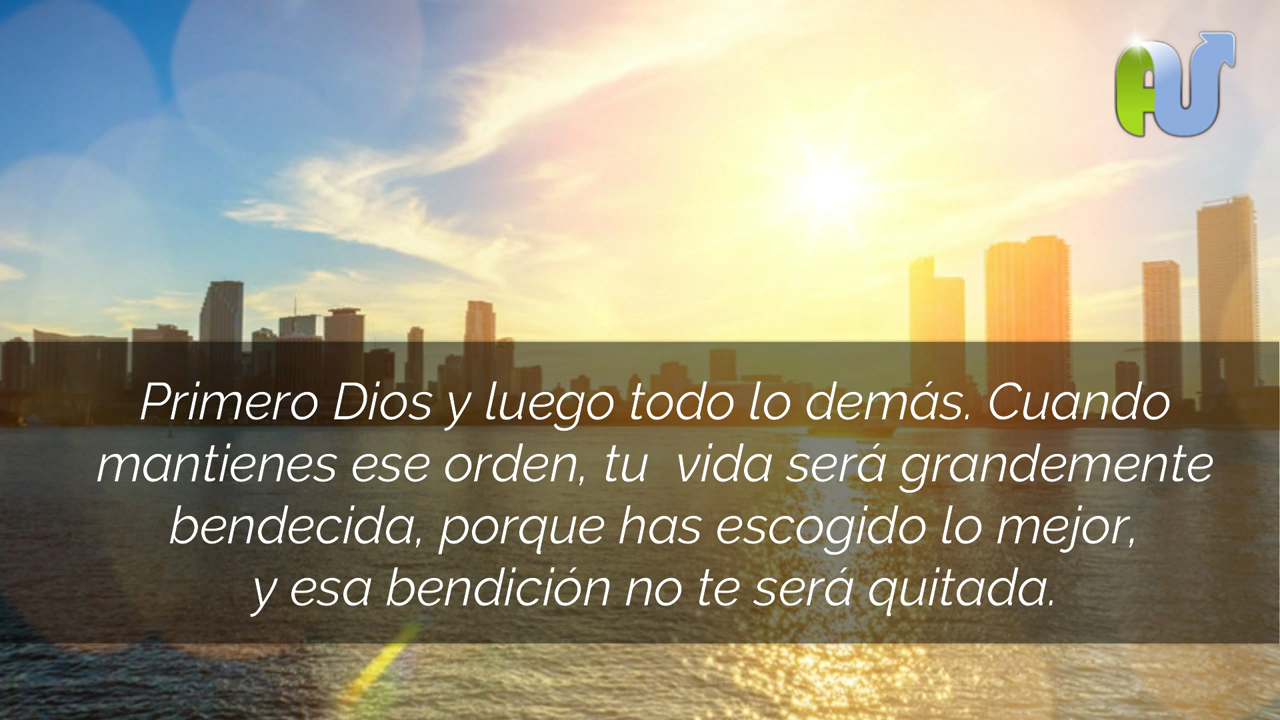 AU
Primero Dios y luego todo lo demás. Cuando
mantienes ese orden, tu  vida será grandemente
bendecida, porque has escogido lo mejor,
y esa bendición no te será quitada.